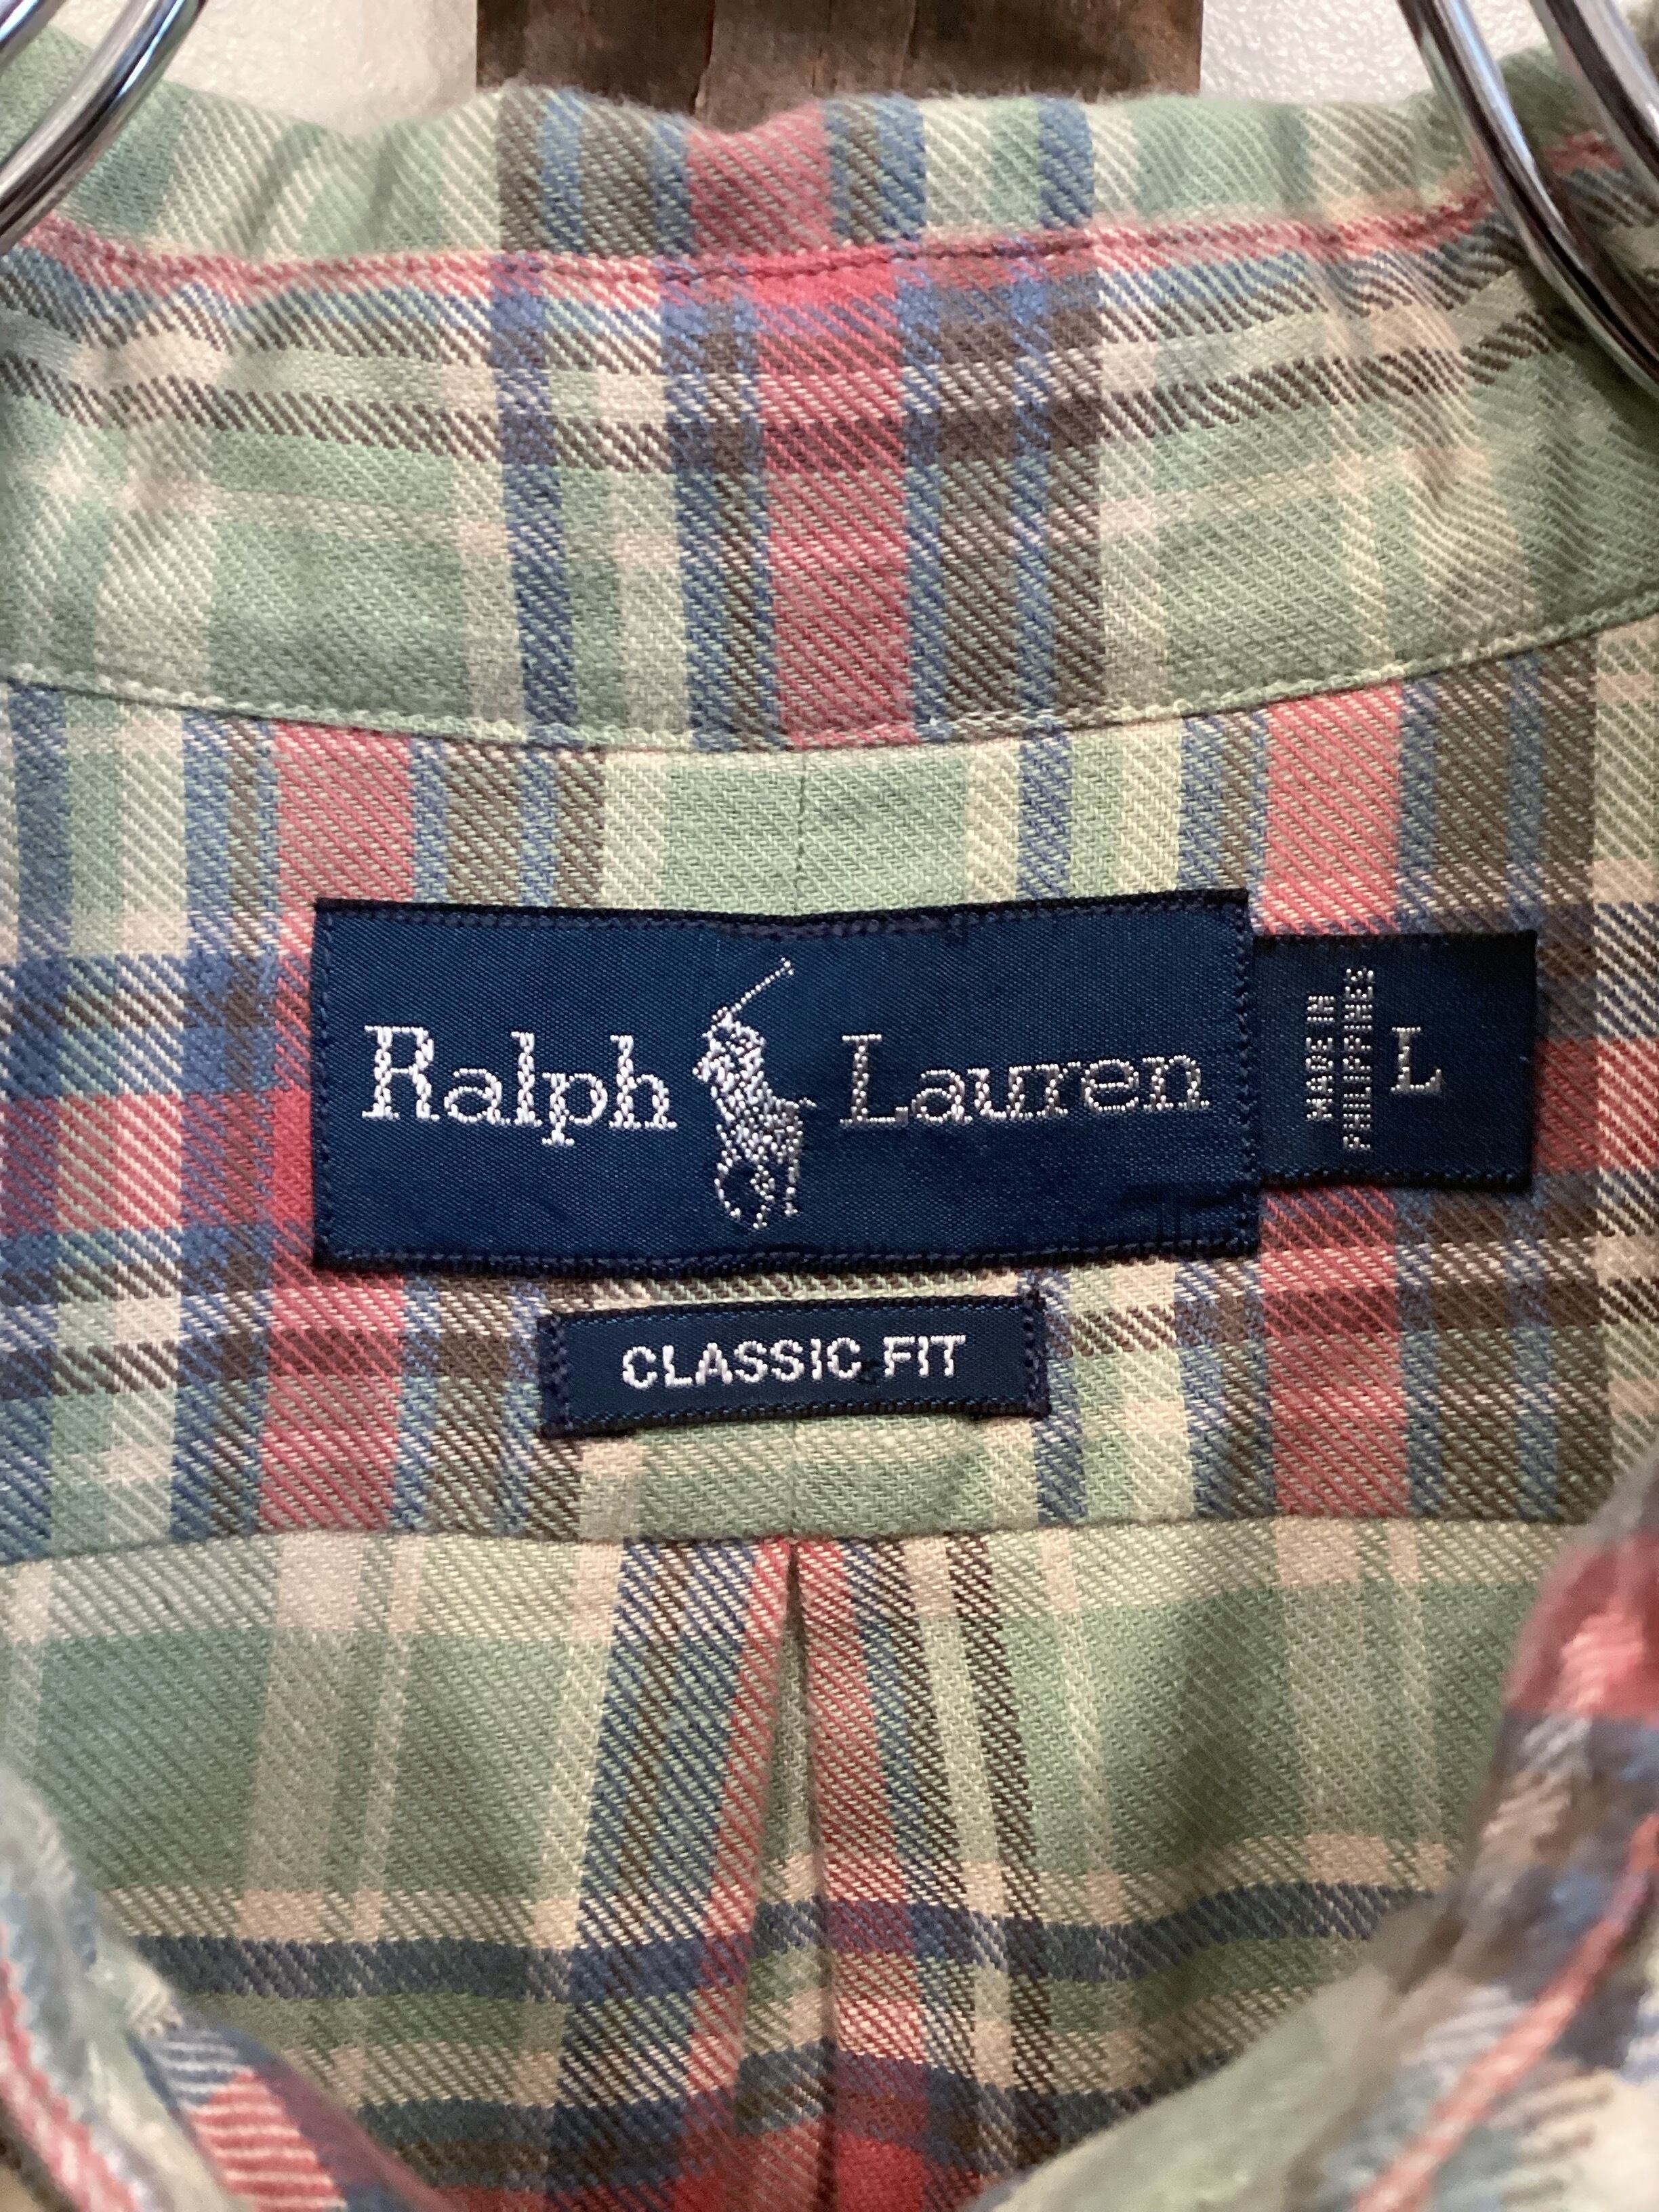 Ralph Lauren
MADE IN
PHILIPPINES
L
CLASSIC FIT